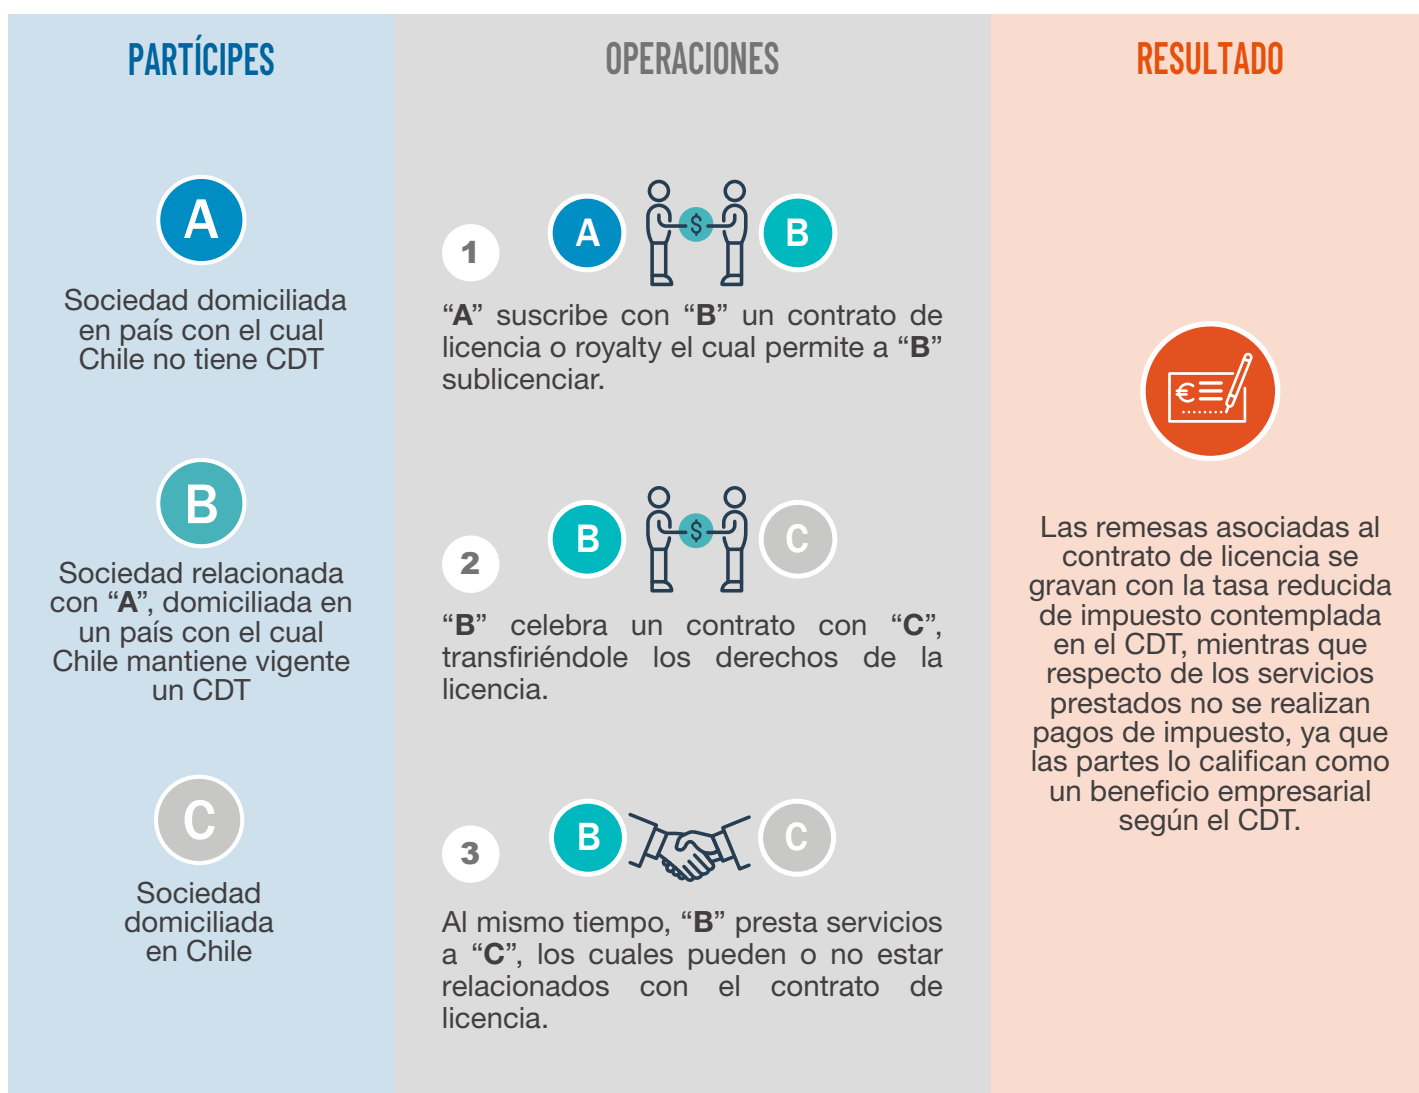 PARTÍCIPES
A
Sociedad domiciliada
en país con el cual
Chile no tiene CDT
B
Sociedad relacionada
con “A”, domiciliada en
un país con el cual
Chile mantiene vigente
un CDT
C
Sociedad
domiciliada
en Chile
OPERACIONES
1
A
$
B
“A” suscribe con “B” un contrato de
licencia o royalty el cual permite a “B”
sublicenciar.
2
B
$
C
“B” celebra un contrato con “C”,
transfiriéndole los derechos de la
licencia.
3
B
C
Al mismo tiempo, “B” presta servicios
a “C”, los cuales pueden o no estar
relacionados con el contrato de
licencia.
RESULTADO
€
Las remesas asociadas al
contrato de licencia se
gravan con la tasa reducida
de impuesto contemplada
en el CDT, mientras que
respecto de los servicios
prestados no se realizan
pagos de impuesto, ya que
las partes lo califican como
un beneficio empresarial
según el CDT.